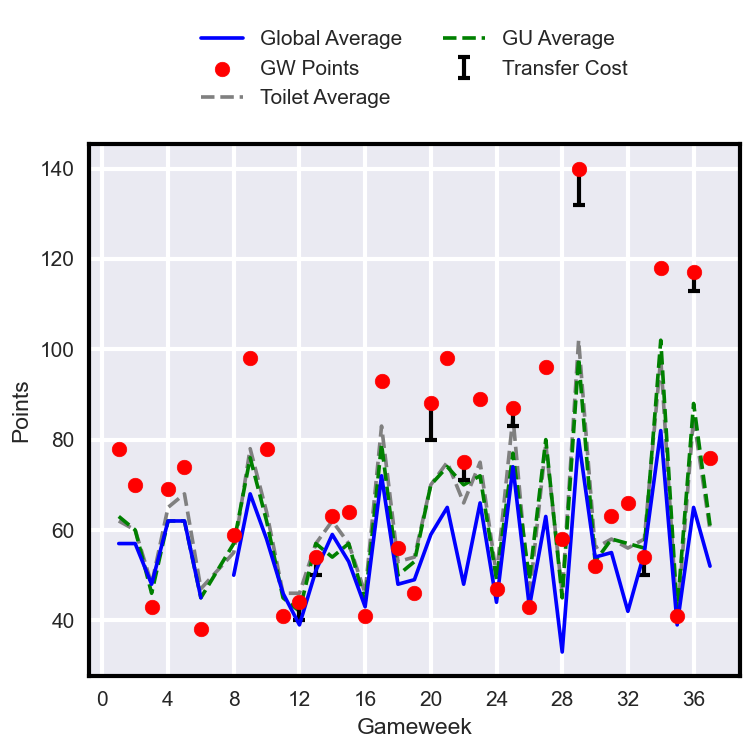 Global Average
GU Average
GW Points
Transfer Cost
Toilet Average
140
120
100
80
60
40
Points
0 4 8 12 16 20 24 28 32 36
Gameweek